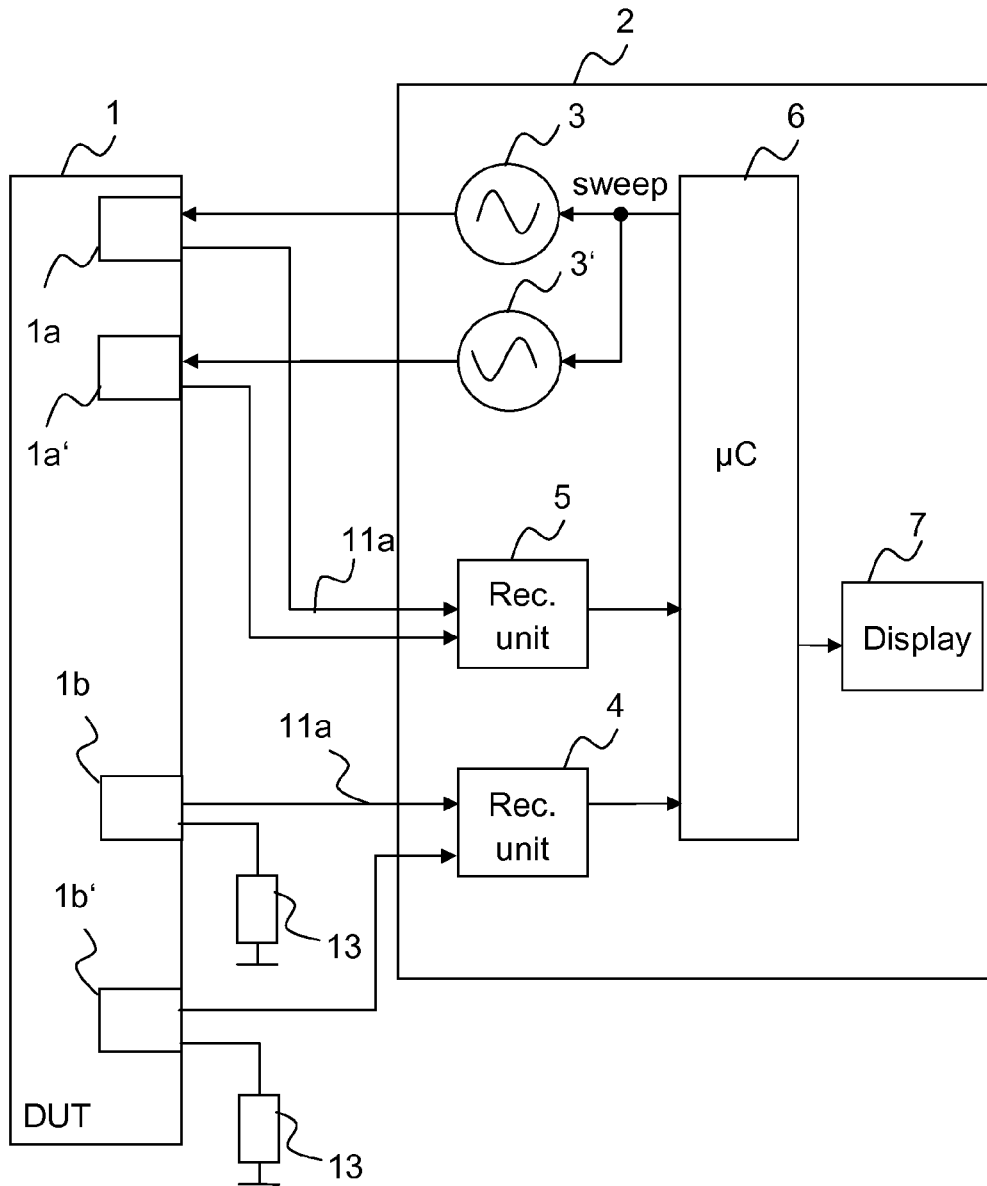 2
1
3
6
sweep
3‘
1a
1a‘
µC
5
7
11a
Rec.
unit
Display
1b
11a
4
Rec.
unit
1b‘
13
DUT
13